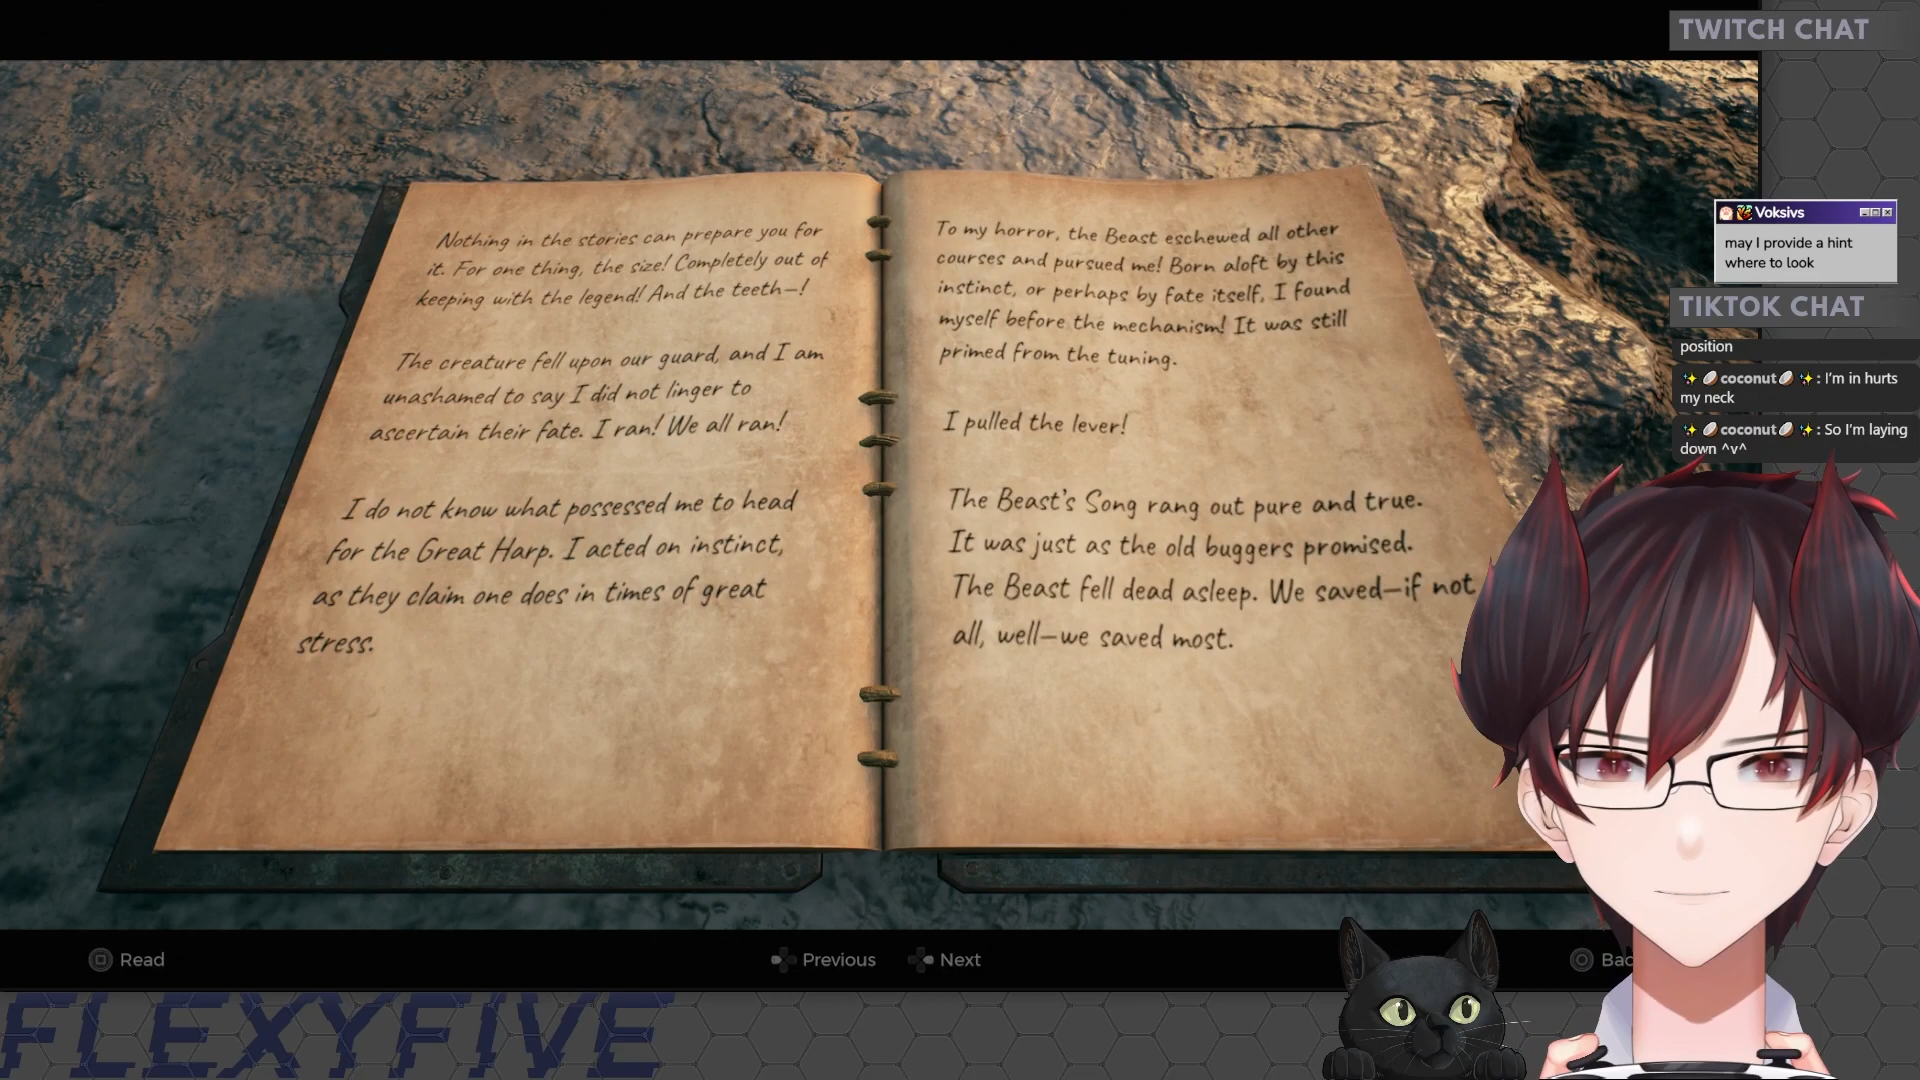 TWITCH CHAT
Voksivs
may I provide a hint
where to look
TIKTOK CHAT
position
coconut : I'm in hurts
my neck
coconut : So I'm laying
down ^v^
Nothing in the stories can prepare you for
it. For one thing, the size! Completely out of
keeping with the legend! And the teeth—!
The creature fell upon our guard, and I am
unashamed to say I did not linger to
ascertain their fate. I ran! We all ran!
I do not know what possessed me to head
for the Great Harp. I acted on instinct,
as they claim one does in times of great
stress.
To my horror, the Beast eschewed all other
courses and pursued me! Born aloft by this
instinct, or perhaps by fate itself, I found
myself before the mechanism! It was still
primed from the tuning.
I pulled the lever!
The Beast's Song rang out pure and true.
It was just as the old buggers promised.
The Beast fell dead asleep. We saved—if not
all, well—we saved most.
Read
Previous
Next
Bac
FLEXYFIVE